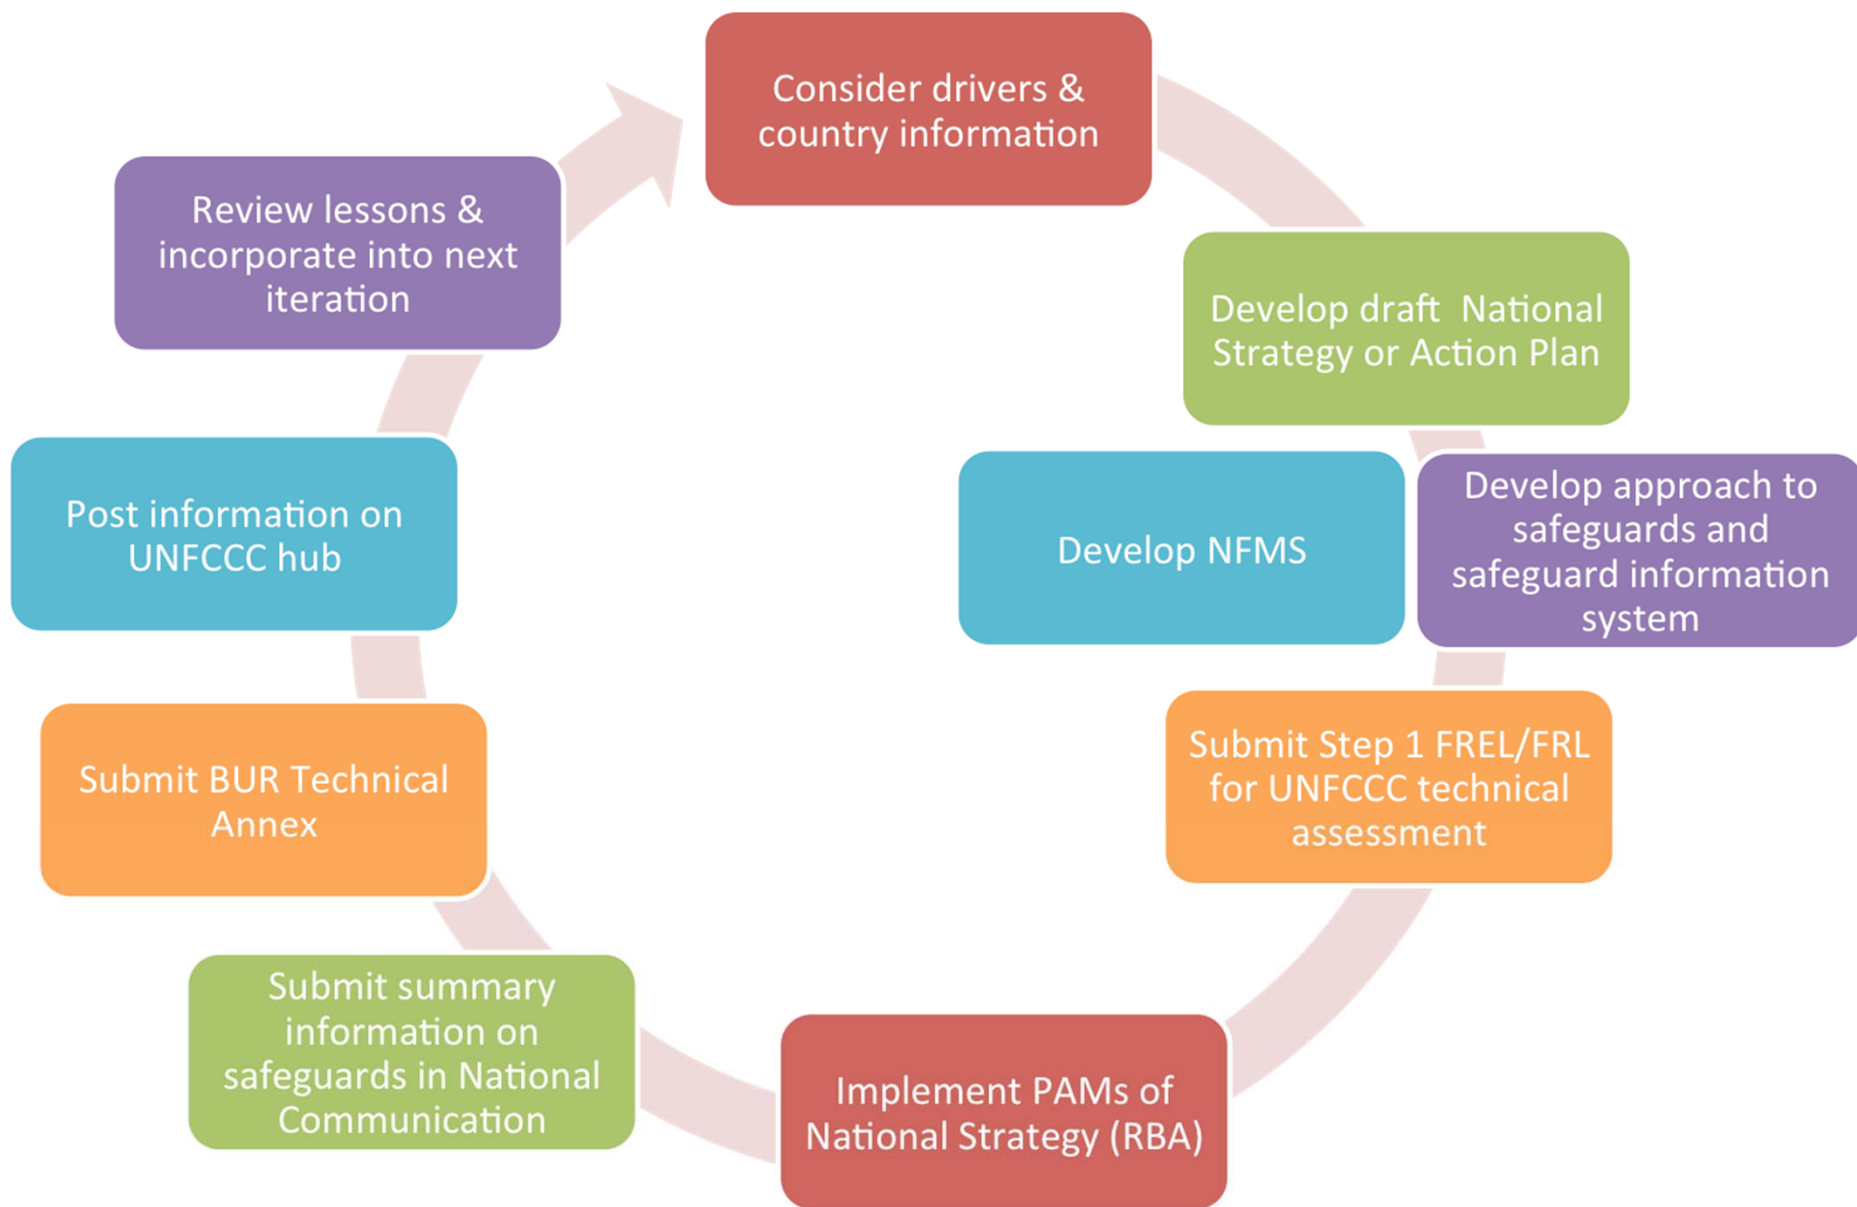 Consider drivers &
country information
Develop draft  National
Strategy or Action Plan
Develop NFMS
Develop approach to
safeguards and
safeguard information
system
Submit Step 1 FREL/FRL
for UNFCCC technical
assessment
Implement PAMs of
National Strategy (RBA)
Submit summary
information on
safeguards in National
Communication
Submit BUR Technical
Annex
Post information on
UNFCCC hub
Review lessons &
incorporate into next
iteration